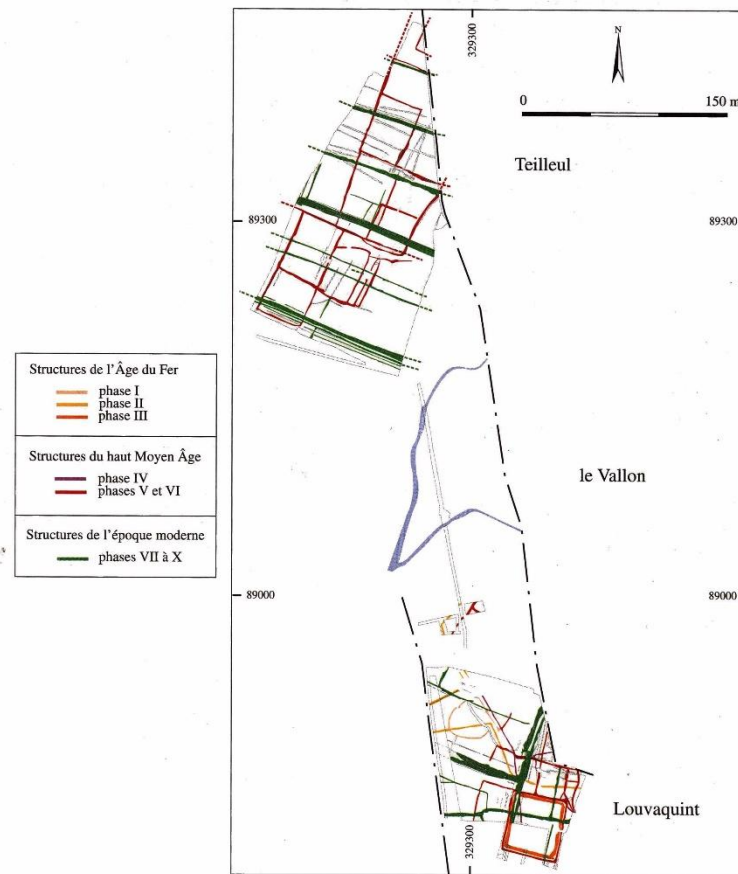 329300
N
0 150 m
Teilleul
89300
89300
Structures de l'Âge du Fer
phase I
phase II
phase III
Structures du haut Moyen Âge
phase IV
phases V et VI
Structures de l'époque moderne
phases VII à X
le Vallon
89000
89000
Louvaquint
329300